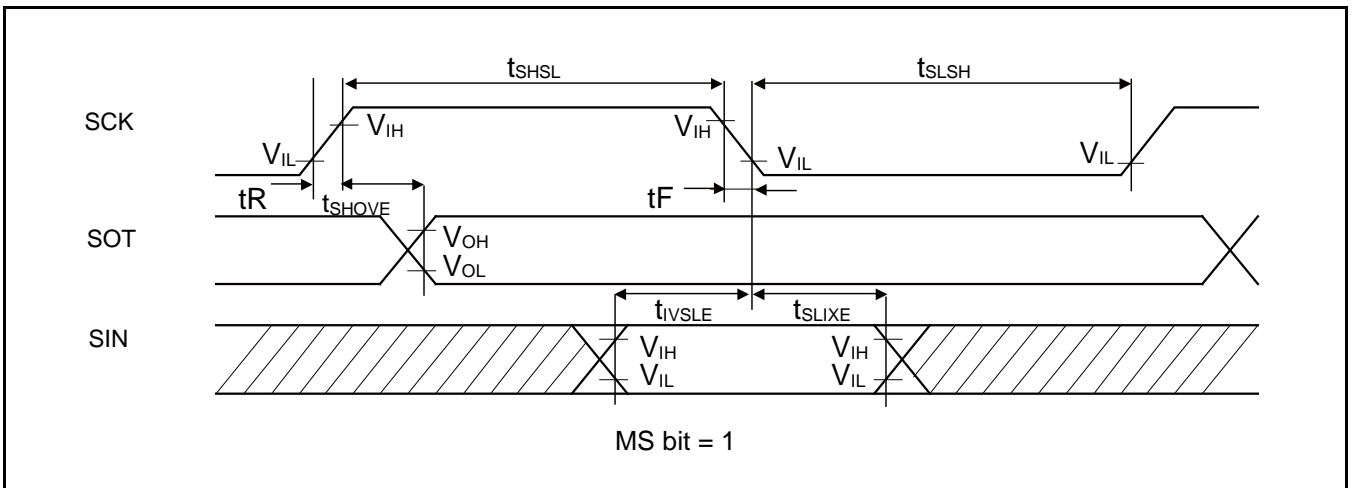 tSHSL tSLSH
SCK VIH VIH
VIL VIL VIL
tR tSHOVE tF
SOT VOH
VOL
tIVSLE tSLIXE
SIN VIH VIH
VIL VIL
MS bit = 1